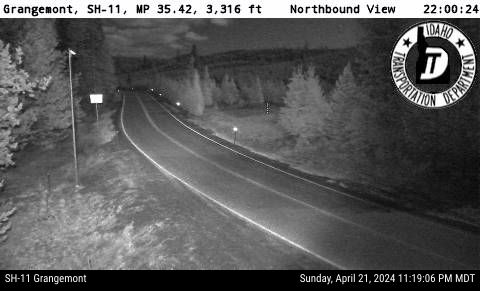 Grangemont, SH-11, MP 35.42, 3,316 ft Northbound View 22:00:24
IDAHO
TRANSPORTATION DEPARTMENT
SH-11 Grangemont Sunday, April 21, 2024 11:19:06 PM MDT